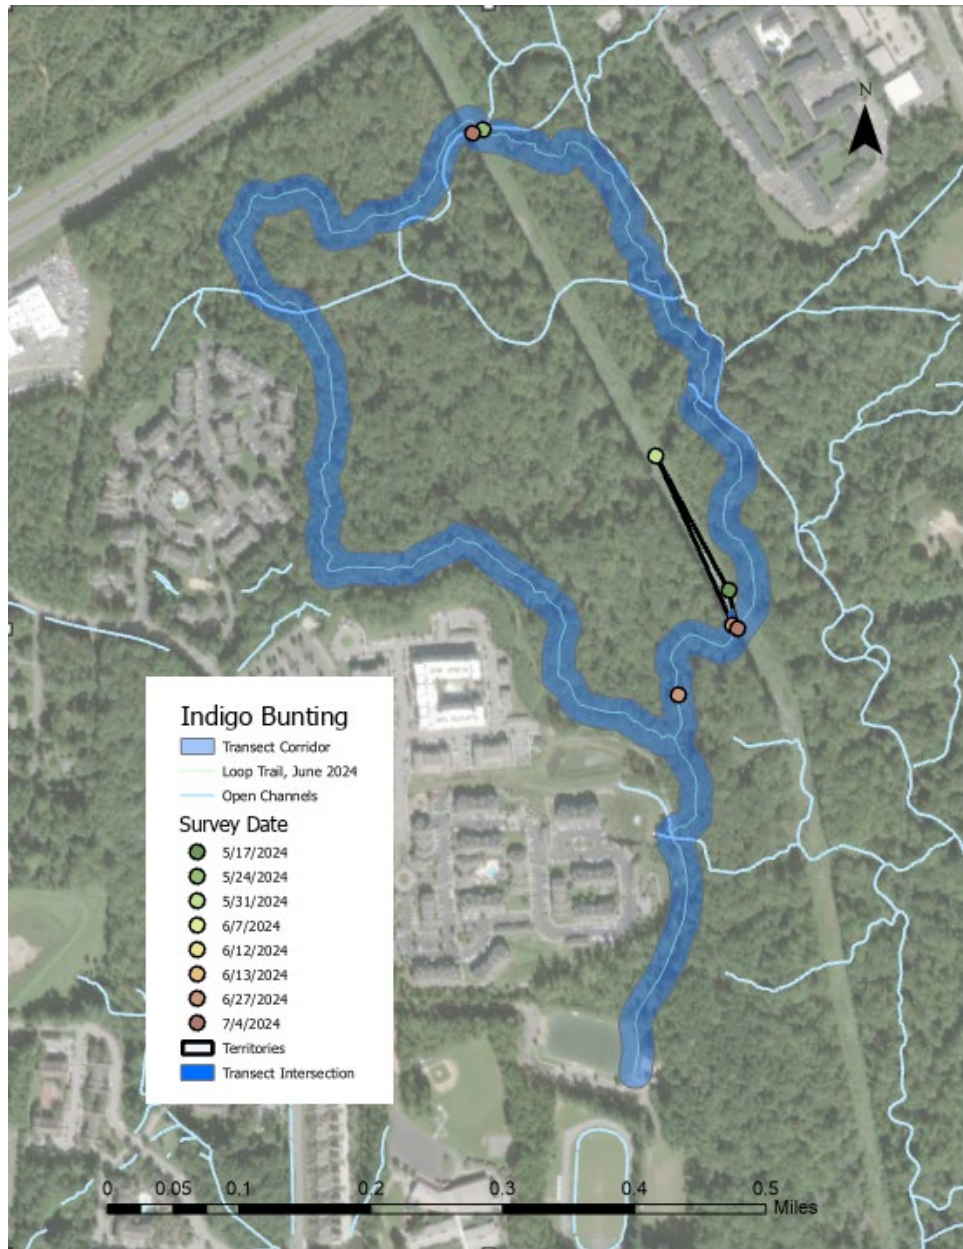 N
Indigo Bunting
Transect Corridor
Loop Trail, June 2024
Open Channels
Survey Date
5/17/2024
5/24/2024
5/31/2024
6/7/2024
6/12/2024
6/13/2024
6/27/2024
7/4/2024
Territories
Transect Intersection
0 0.05 0.1 0.2 0.3 0.4 0.5
Miles